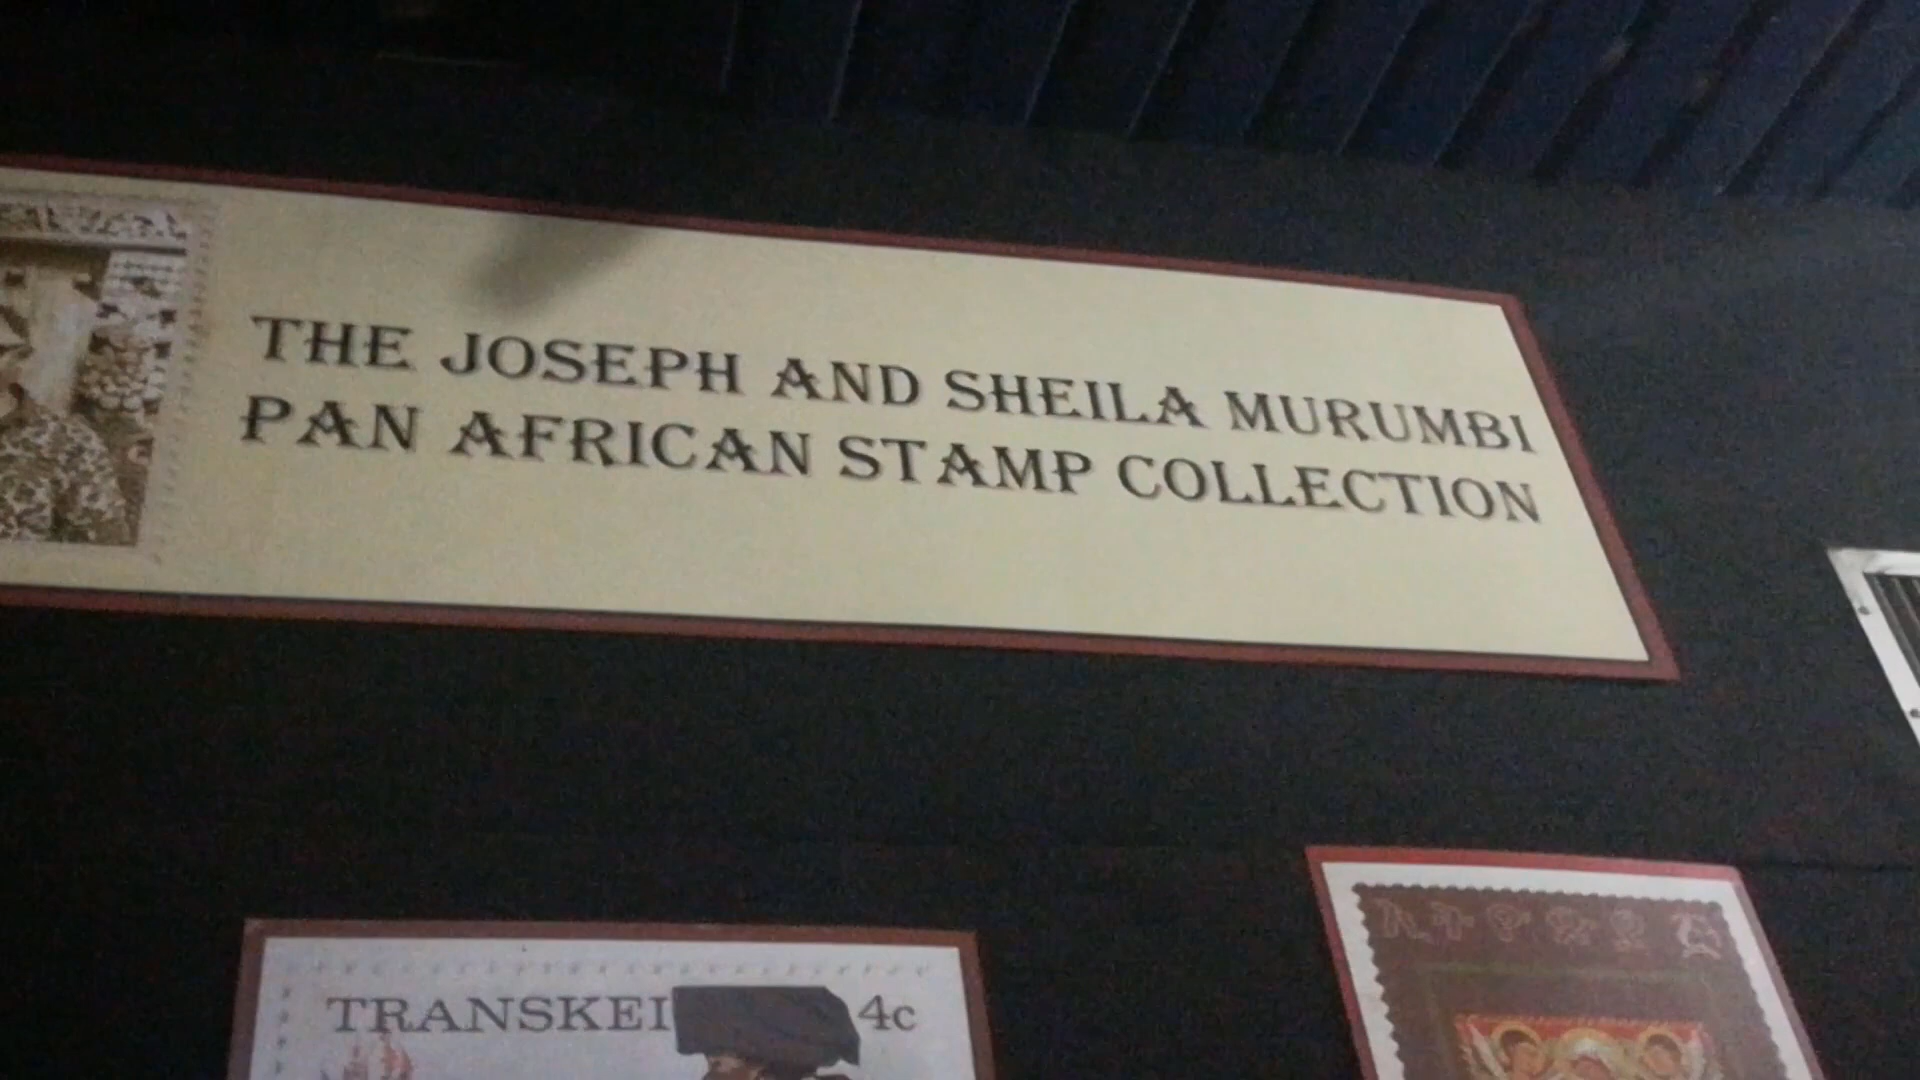 THE JOSEPH AND SHEILA MURUMBI
PAN AFRICAN STAMP COLLECTION
TRANSKEI 4c